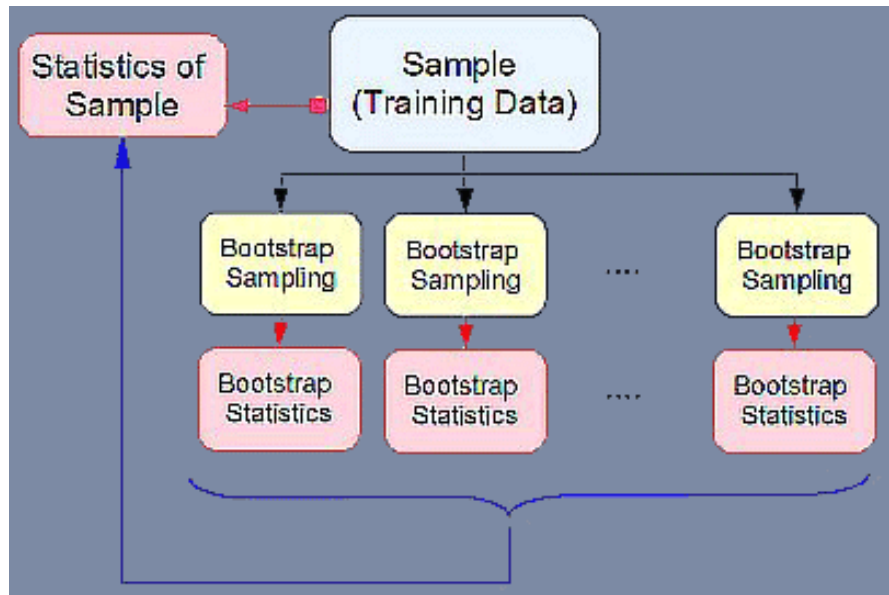 Statistics of
Sample
Sample
(Training Data)
Bootstrap
Sampling
Bootstrap
Sampling
....
Bootstrap
Sampling
Bootstrap
Statistics
Bootstrap
Statistics
....
Bootstrap
Statistics